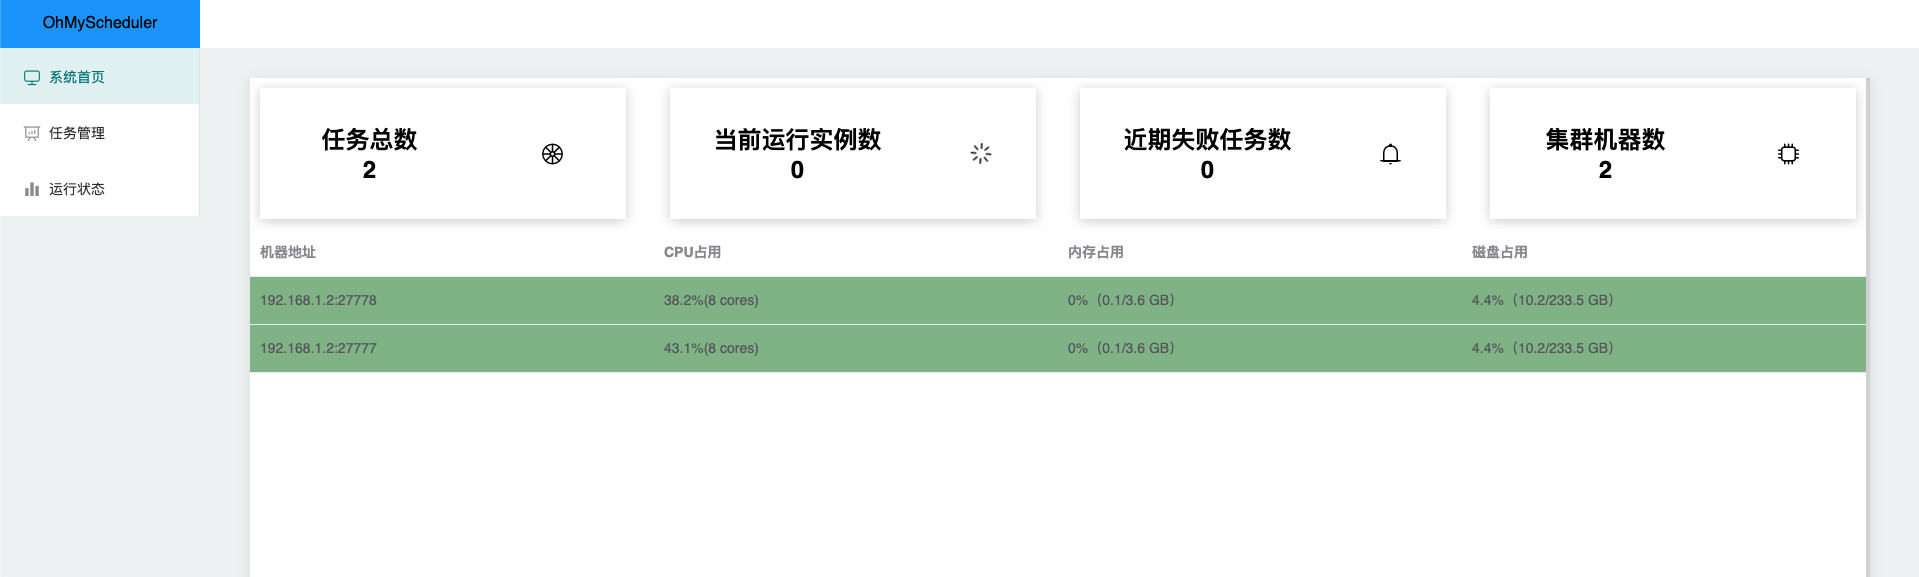 OhMyScheduler
系统首页
任务管理
运行状态
任务总数
2
当前运行实例数
0
近期失败任务数
0
集群机器数
2
机器地址 CPU占用 内存占用 磁盘占用
192.168.1.2:27778 38.2%(8 cores) 0%（0.1/3.6 GB） 4.4%（10.2/233.5 GB）
192.168.1.2:27777 43.1%(8 cores) 0%（0.1/3.6 GB） 4.4%（10.2/233.5 GB）